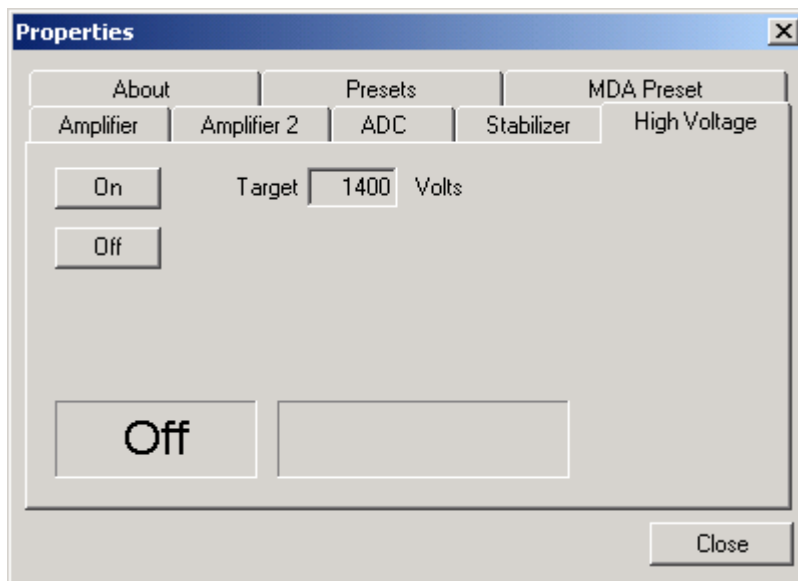 Properties
About Presets MDA Preset
Amplifier Amplifier 2 ADC Stabilizer High Voltage
On Target 1400 Volts
Off
Off
Close